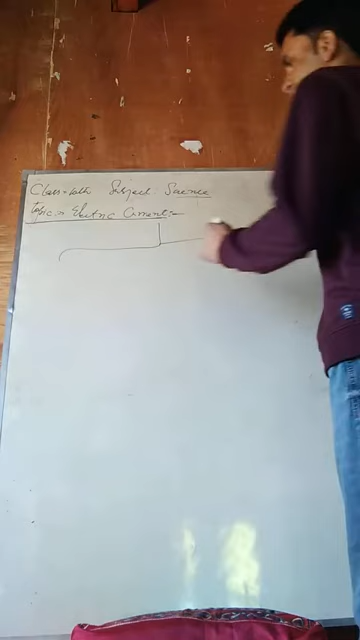 Class = 10th Subject Science
Topic => Electric Current :-